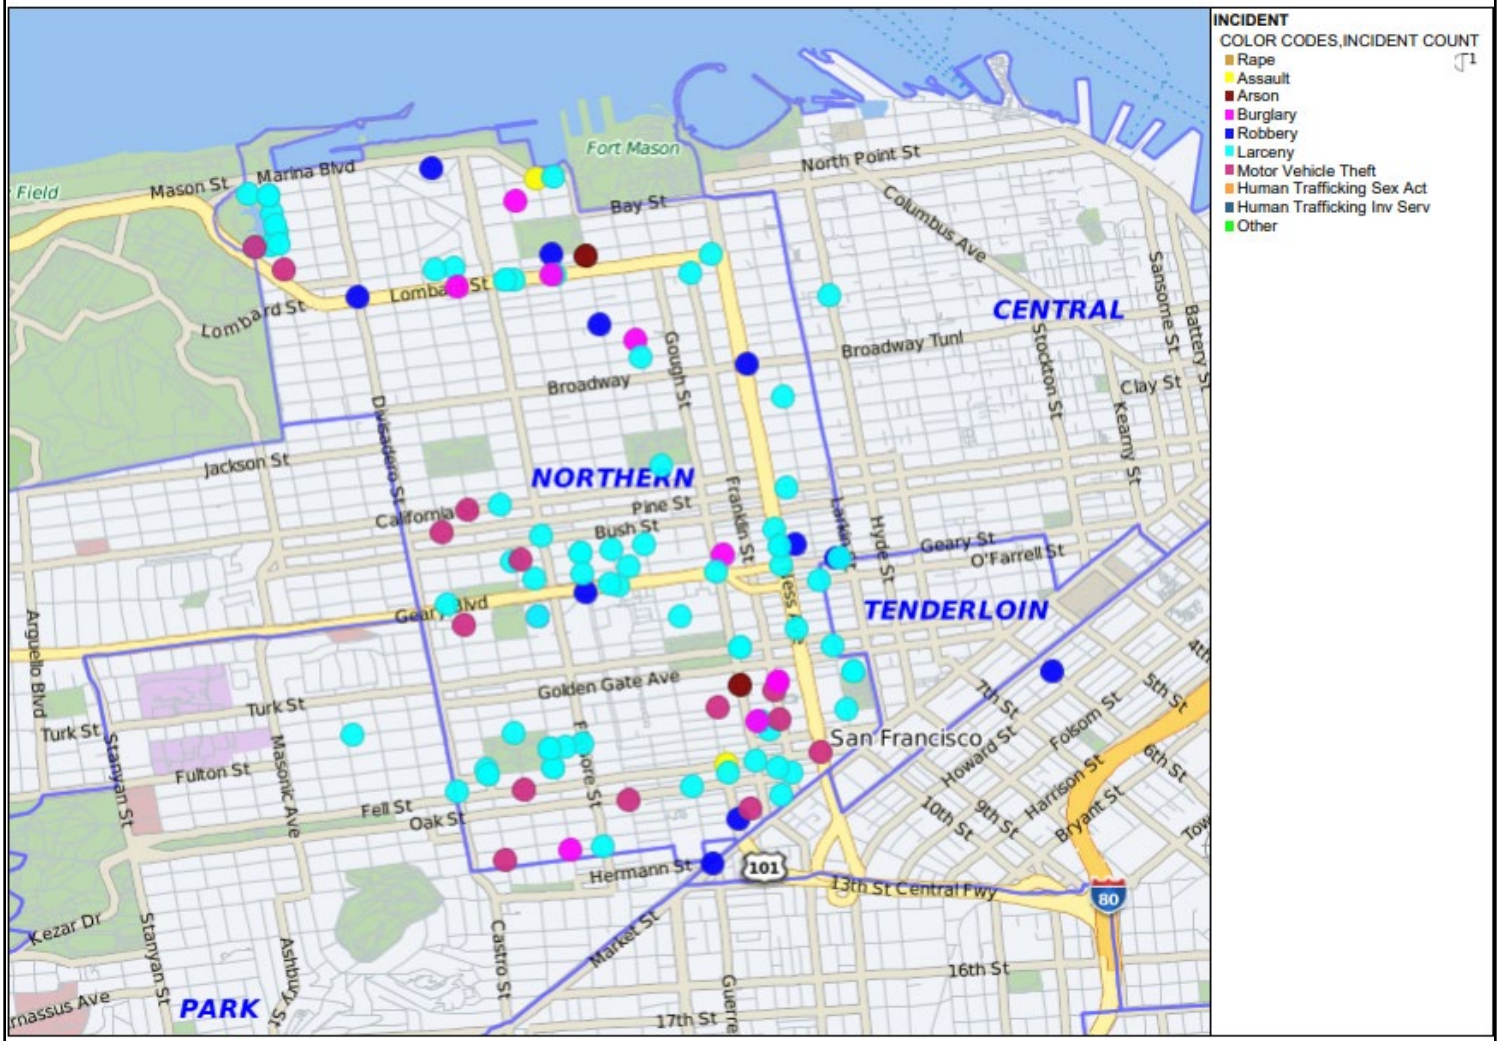 INCIDENT
COLOR CODES,INCIDENT COUNT
Rape
1
Assault
Arson
Burglary
Robbery
Larceny
Motor Vehicle Theft
Human Trafficking Sex Act
Human Trafficking Inv Serv
Other
Fort Mason
North Point St
Marina Blvd
Mason St
Field
Bay St
Columbus Ave
Sansome St
Battery St
CENTRAL
Lombard St
Lombard St
Stockton St
Broadway Tunl
Gough St
Broadway
Clay St
Kearny St
Divisadero St
Jackson St
NORTHERN
Franklin St
Pine St
California
Bush St
Larkin St
Hyde St
Geary St
O'Farrell St
Geary Blvd
TENDERLOIN
Arguello Blvd
4th
Golden Gate Ave
7th St
5th St
Turk St
Turk St
Folsom St
San Francisco
Howard St
6th St
Stanyan St
Masonic Ave
Fulton St
Harrison St
Fell St
Oak St
10th St
9th St
Bryant St
Hermann St
101
13th St Central Fwy
80
Kezar Dr
Stanyan St
Ashbury St
Castro St
Market St
16th St
PARK
17th St